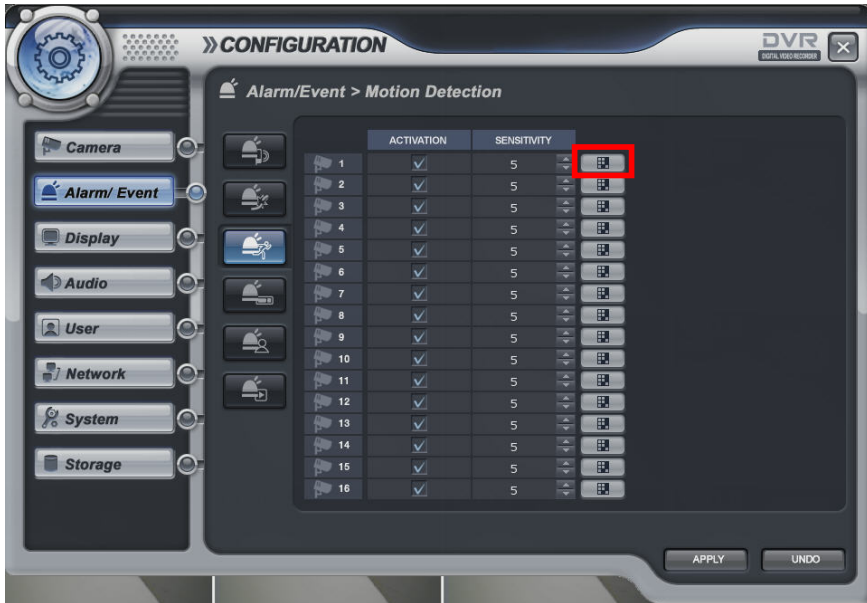 CONFIGURATION
DVR
DIGITAL VIDEO RECORDER
Alarm/Event > Motion Detection
Camera
Alarm/ Event
Display
Audio
User
Network
System
Storage
ACTIVATION SENSITIVITY
1 5
2 5
3 5
4 5
5 5
6 5
7 5
8 5
9 5
10 5
11 5
12 5
13 5
14 5
15 5
16 5
APPLY UNDO